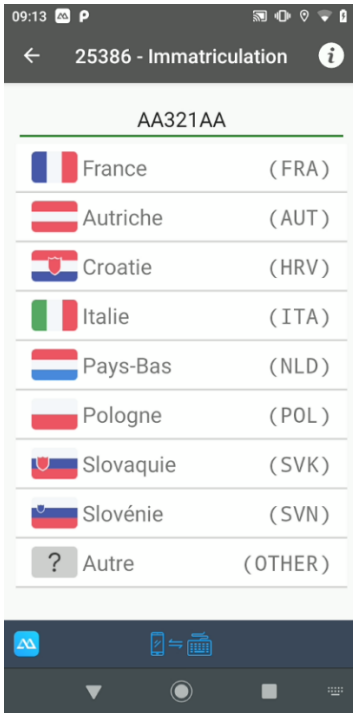 09:13
25386 - Immatriculation
AA321AA
France (FRA)
Autriche (AUT)
Croatie (HRV)
Italie (ITA)
Pays-Bas (NLD)
Pologne (POL)
Slovaquie (SVK)
Slovénie (SVN)
? Autre (OTHER)